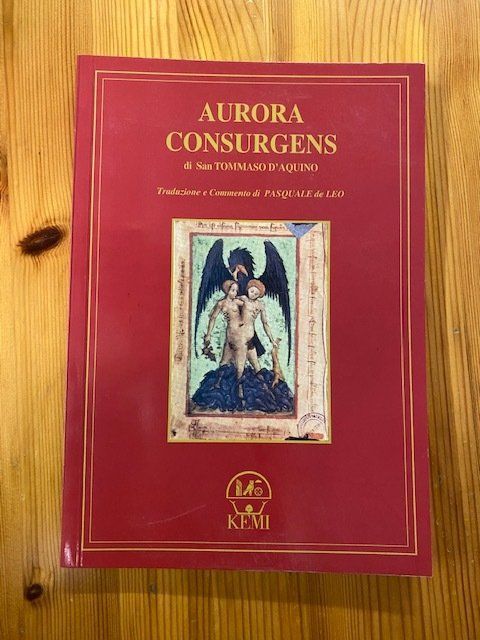 AURORA
CONSURGENS
di San TOMMASO D'AQUINO
Traduzione e Commento di PASQUALE de LEO
KEMI